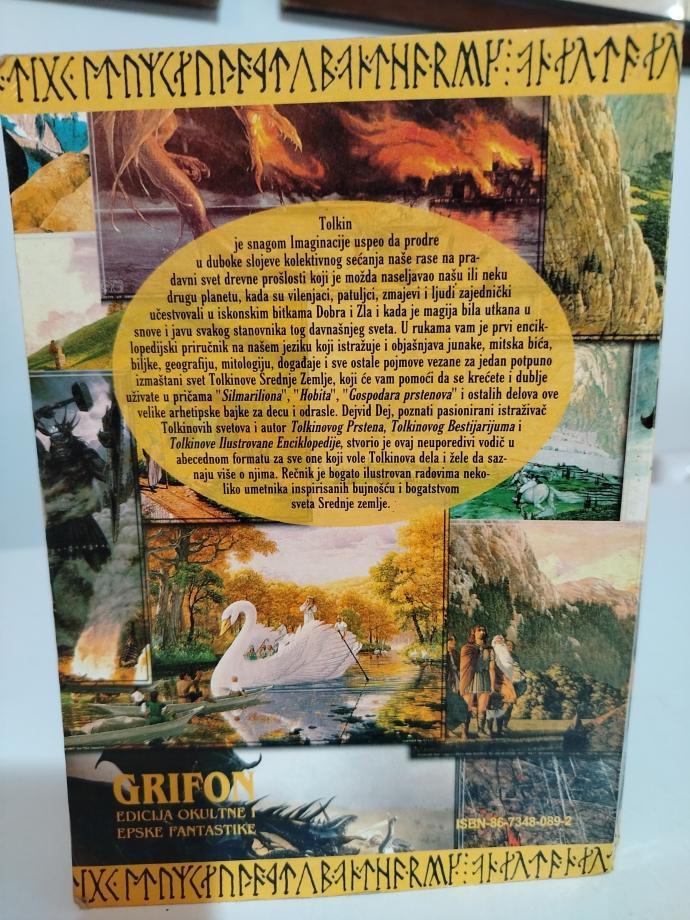 Tolkin
je snagom Imaginacije uspeo da prodre
u duboke slojeve kolektivnog sećanja naše rase na pra-
davni svet drevne prošlosti koji je možda naseljavao našu ili neku
drugu planetu, kada su vilenjaci, patuljci, zmajevi i ljudi zajednički
učestvovali u iskonskim bitkama Dobra i Zla i kada je magija bila utkana u
snove i javu svakog stanovnika tog davnašnjeg sveta. U rukama vam je prvi encik-
lopedijski priručnik na našem jeziku koji istražuje i objašnjava junake, mitska bića,
biljke, geografiju, mitologiju, događaje i sve ostale pojmove vezane za jedan potpuno
izmaštani svet Tolkinove Srednje Zemlje, koji će vam pomoći da se krećete i dublje
uživate u pričama "Silmariliona", "Hobita", "Gospodara prstenova" i ostalih delova ove
velike arhetipske bajke za decu i odrasle. Dejvid Dej, poznati pasionirani istraživač
Tolkinovih svetova i autor Tolkinovog Prstena, Tolkinovog Bestijarijuma i
Tolkinove Ilustrovane Enciklopedije, stvorio je ovaj neuporedivi vodič u
abecednom formatu za sve one koji vole Tolkinova dela i žele da saz-
naju više o njima. Rečnik je bogato ilustrovan radovima neko-
liko umetnika inspirisanih bujnošću i bogatstvom
sveta Srednje zemlje.
GRIFON
EDICIJA OKULTNE I
EPSKE FANTASTIKE
ISBN-86-7348-089-2